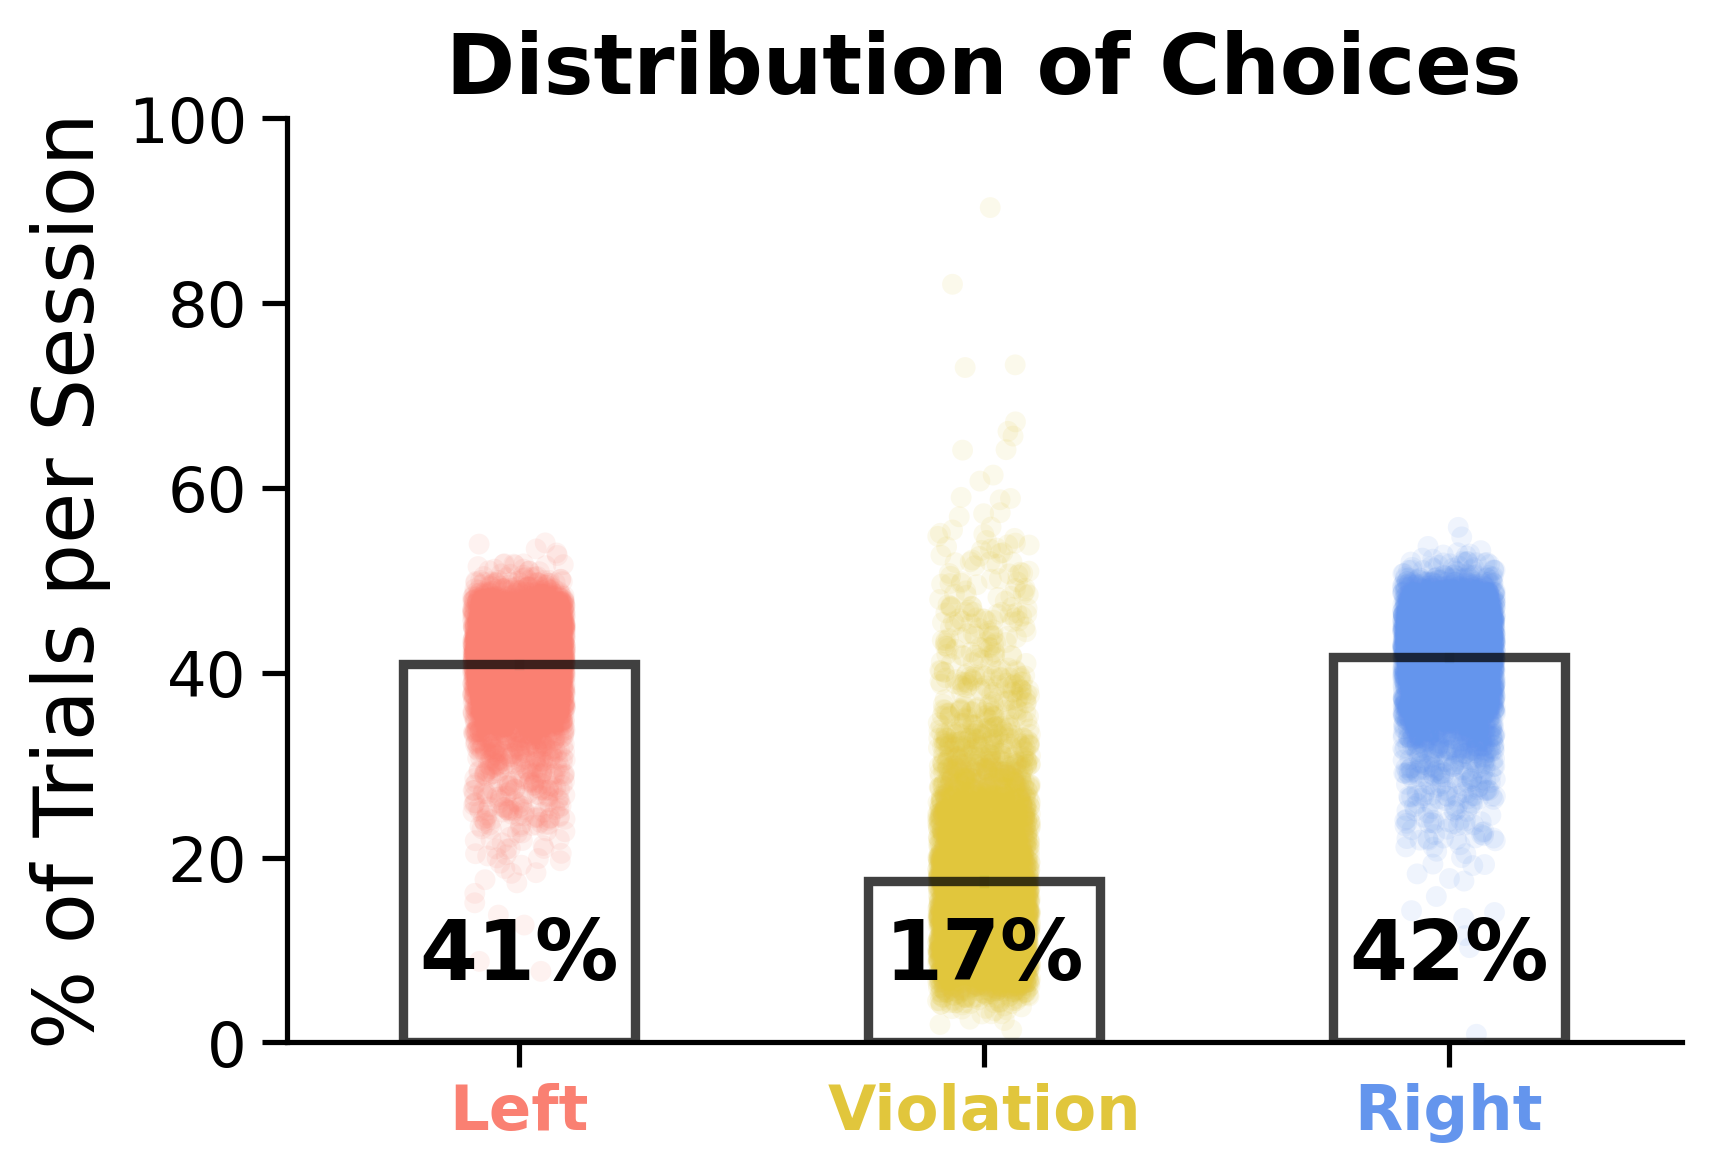 Distribution of Choices
% of Trials per Session
100
80
60
40
20
0
41%
17%
42%
Left
Violation
Right